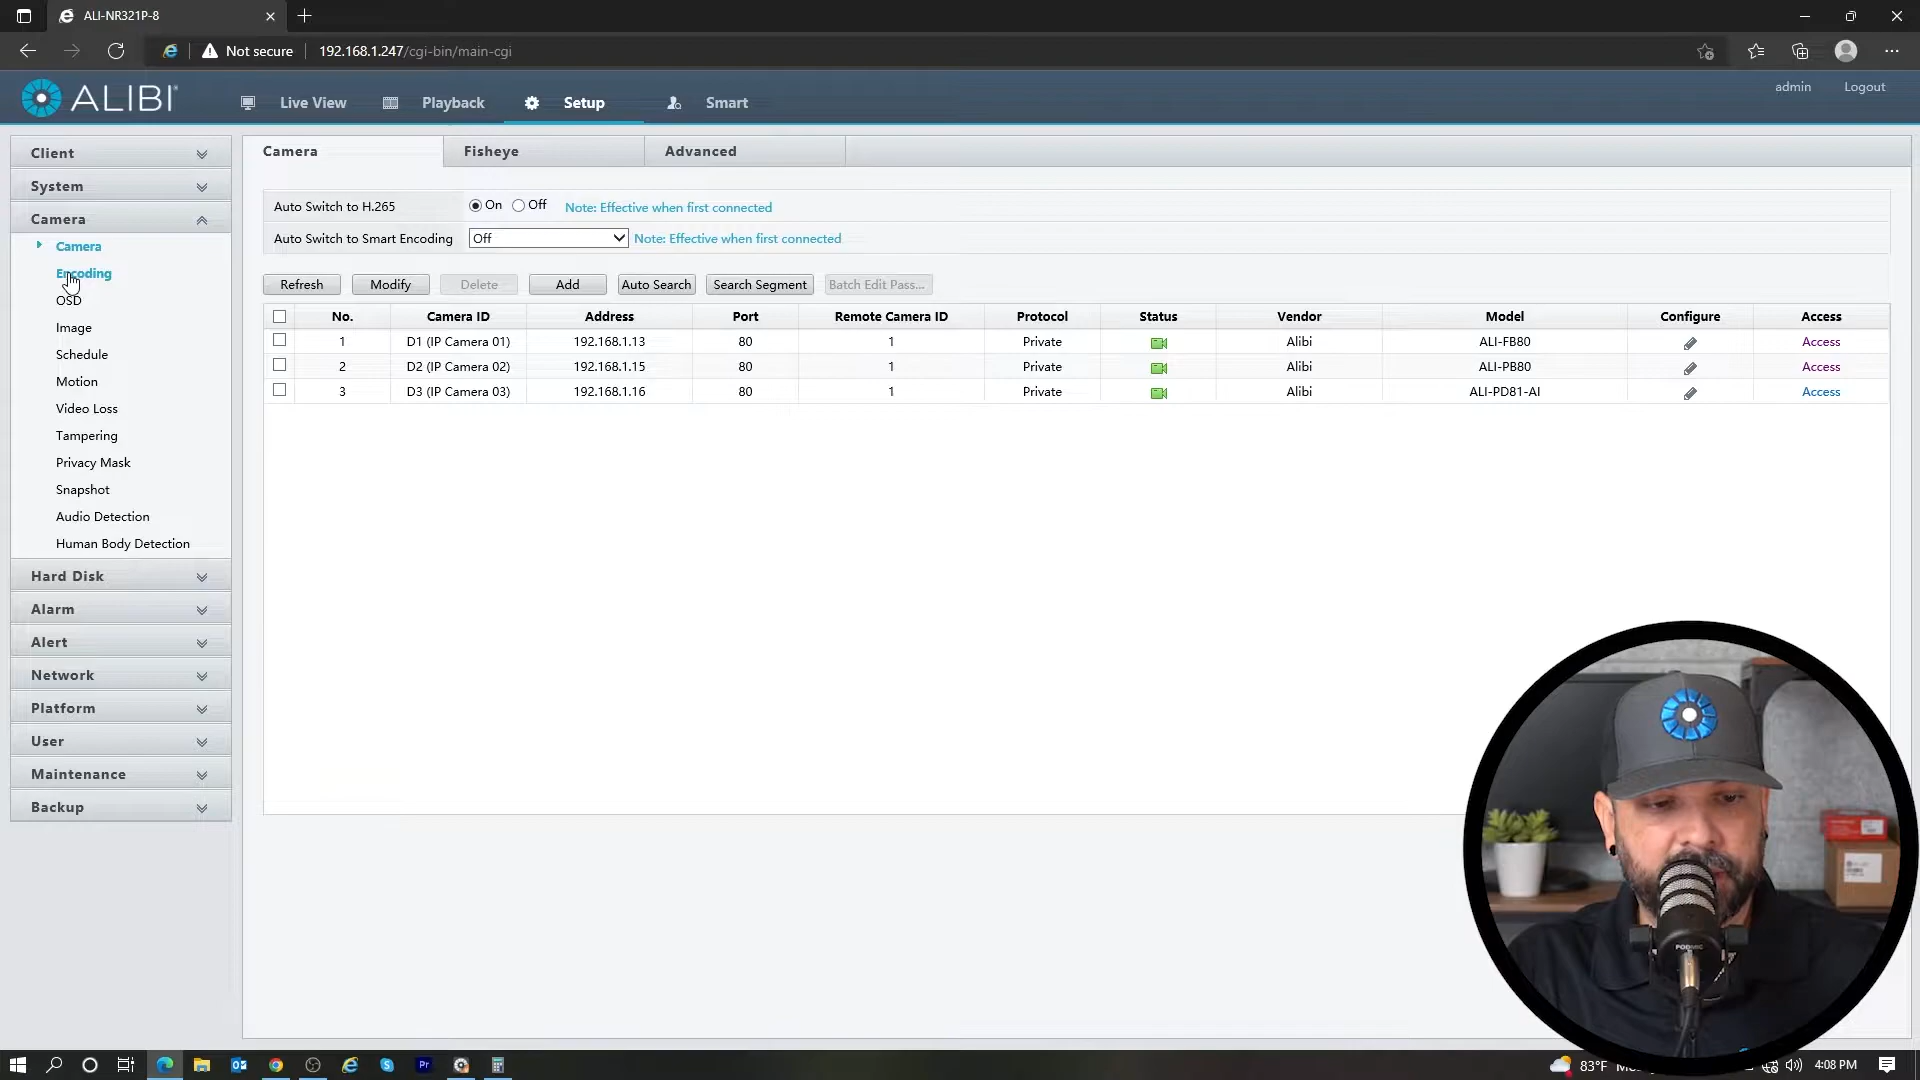 ALI-NR321P-8
Not secure 192.168.1.247/cgi-bin/main-cgi
ALIBI
Live View Playback Setup Smart
admin Logout
Client
System
Camera
Camera
Encoding
OSD
Image
Schedule
Motion
Video Loss
Tampering
Privacy Mask
Snapshot
Audio Detection
Human Body Detection
Hard Disk
Alarm
Alert
Network
Platform
User
Maintenance
Backup
Camera Fisheye Advanced
Auto Switch to H.265 On Off Note: Effective when first connected
Auto Switch to Smart Encoding Off Note: Effective when first connected
Refresh Modify Delete Add Auto Search Search Segment Batch Edit Pass...
No. Camera ID Address Port Remote Camera ID Protocol Status Vendor Model Configure Access
1 D1 (IP Camera 01) 192.168.1.13 80 1 Private Alibi ALI-FB80 Access
2 D2 (IP Camera 02) 192.168.1.15 80 1 Private Alibi ALI-PB80 Access
3 D3 (IP Camera 03) 192.168.1.16 80 1 Private Alibi ALI-PD81-AI Access
PODMIC
83°F
4:08 PM